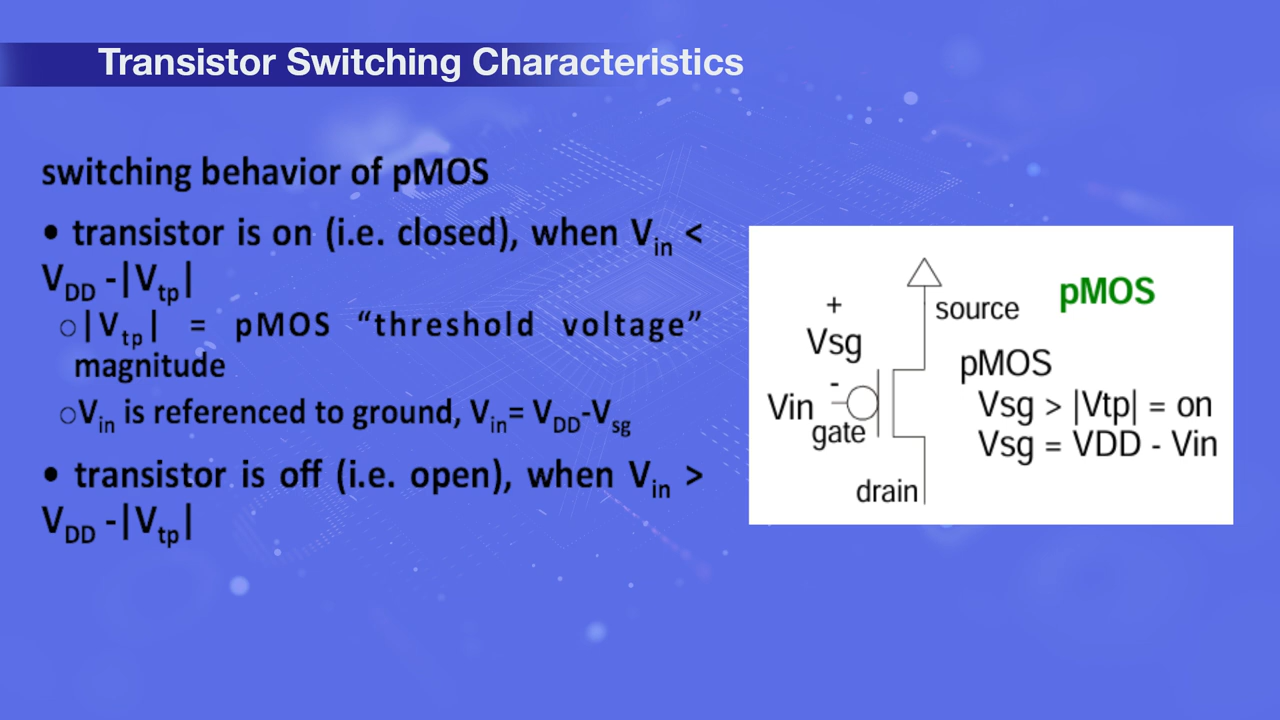 Transistor Switching Characteristics
switching behavior of pMOS
• transistor is on (i.e. closed), when Vin <
VDD -|Vtp|
○|Vtp| = pMOS “threshold voltage”
magnitude
○Vin is referenced to ground, Vin= VDD-Vsg
• transistor is off (i.e. open), when Vin >
VDD -|Vtp|
pMOS
source
+
Vsg
-
Vin
gate
drain
pMOS
Vsg > |Vtp| = on
Vsg = VDD - Vin